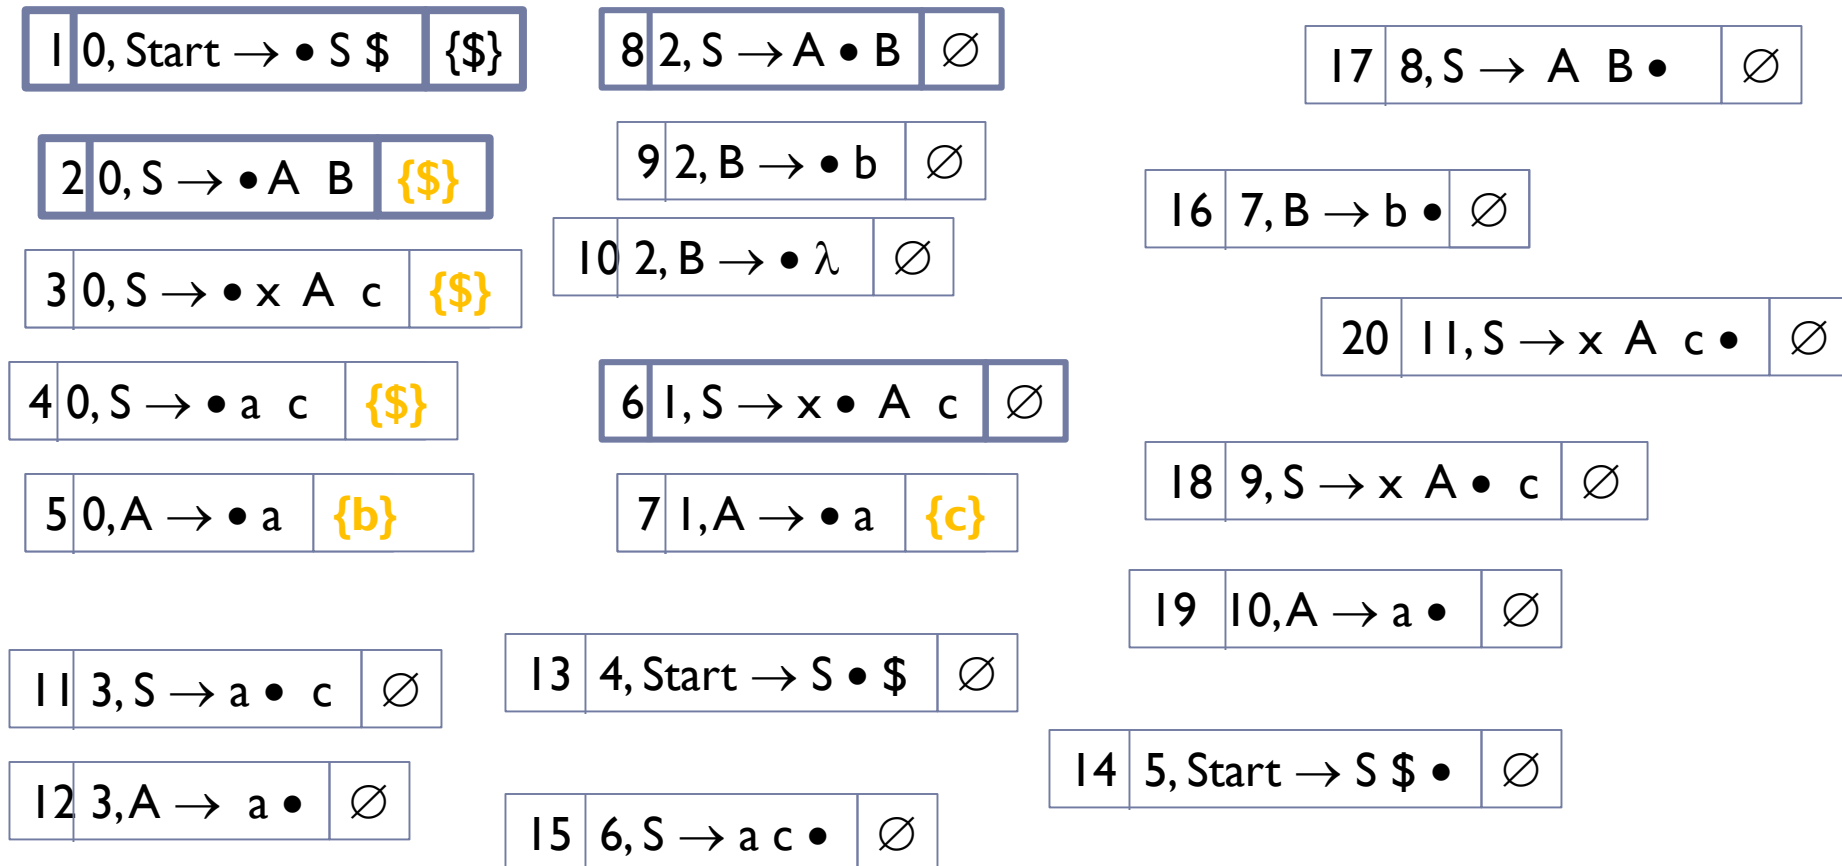 1 0, Start → • S $ {$}
2 0, S → • A B {$}
3 0, S → • x A c {$}
4 0, S → • a c {$}
5 0, A → • a {b}
11 3, S → a • c ∅
12 3, A → a • ∅
8 2, S → A • B ∅
9 2, B → • b ∅
10 2, B → • λ ∅
6 1, S → x • A c ∅
7 1, A → • a {c}
13 4, Start → S • $ ∅
15 6, S → a c • ∅
17 8, S → A B • ∅
16 7, B → b • ∅
20 11, S → x A c • ∅
18 9, S → x A • c ∅
19 10, A → a • ∅
14 5, Start → S $ • ∅